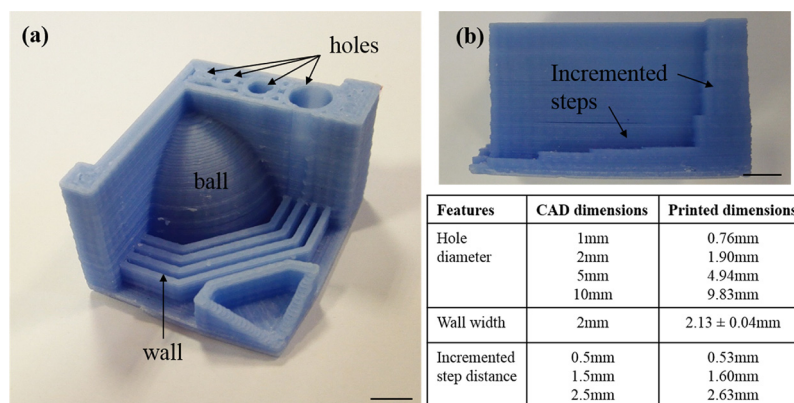 (a)
holes
ball
wall
(b)
Incremented
steps
Features CAD dimensions Printed dimensions
Hole diameter 1mm 0.76mm
2mm 1.90mm
5mm 4.94mm
10mm 9.83mm
Wall width 2mm 2.13 ± 0.04mm
Incremented step distance 0.5mm 0.53mm
1.5mm 1.60mm
2.5mm 2.63mm